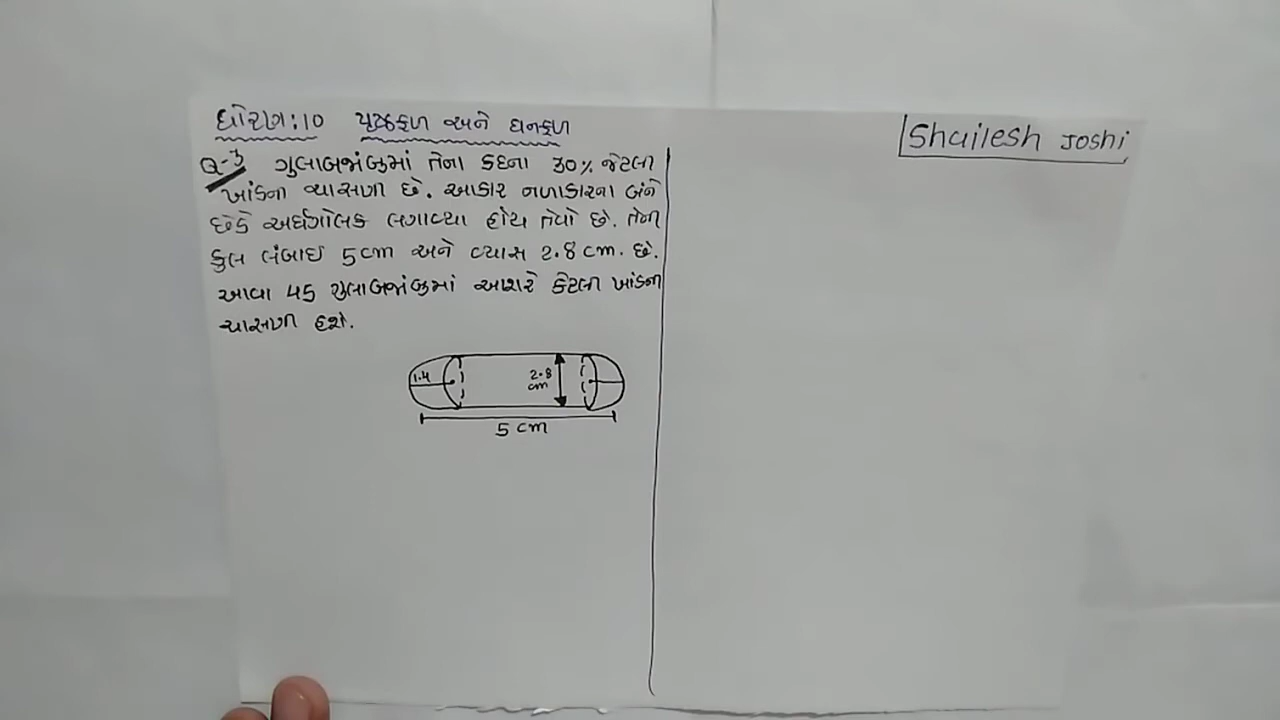 ધોરણ:10 પૃષ્ઠફળ અને ઘનફળ
Shailesh Joshi
Q-3 ગુલાબજાંબુમાં તેના કદના 30% જેટલી
ખાંડની ચાસણી છે. આકાર નળાકારના બંને
છેડે અર્ધગોલક લગાવ્યા હોય તેવો છે. તેની
કુલ લંબાઈ 5cm અને વ્યાસ 2.8 cm. છે.
આવા 45 ગુલાબજાંબુમાં આશરે કેટલી ખાંડની
ચાસણી હશે.
1.4
2.8
cm
5 cm